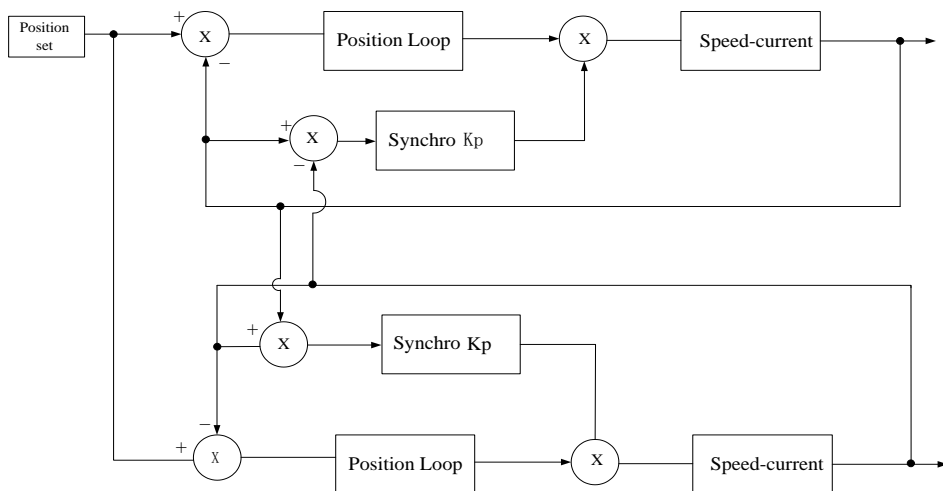 Position
set
+
X
−
Position Loop
X
Speed-current
+
X
−
Synchro Kp
+
X
Synchro Kp
−
+
X
Position Loop
X
Speed-current